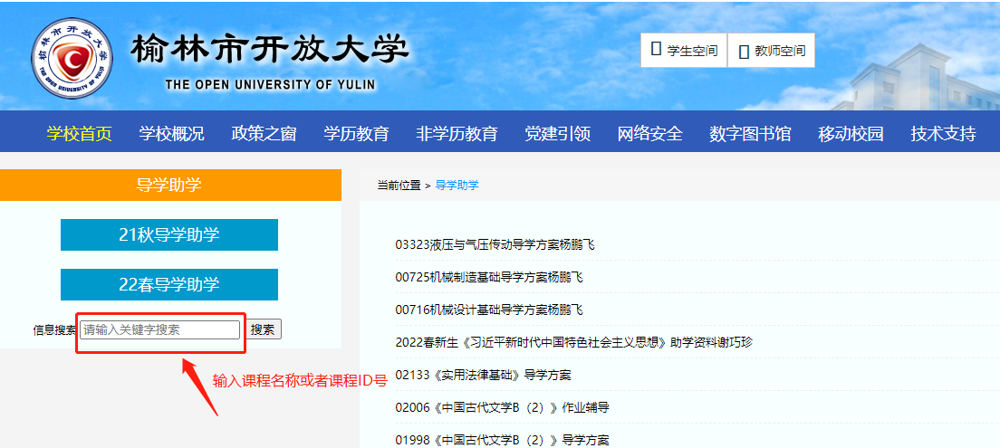 榆林市开放大学
THE OPEN UNIVERSITY OF YULIN
榆林市开放大学
THE OPEN UNIVERSITY OF YULIN
学生空间 教师空间
学校首页 学校概况 政策之窗 学历教育 非学历教育 党建引领 网络安全 数字图书馆 移动校园 技术支持
导学助学
21秋导学助学
22春导学助学
信息搜索 请输入关键字搜索 搜索
输入课程名称或者课程ID号
当前位置 > 导学助学
03323液压与气压传动导学方案杨鹏飞
00725机械制造基础导学方案杨鹏飞
00716机械设计基础导学方案杨鹏飞
2022春新生《习近平新时代中国特色社会主义思想》助学资料谢巧珍
02133《实用法律基础》导学方案
02006《中国古代文学B（2）》作业辅导
01998《中国古代文学B（2）》导学方案